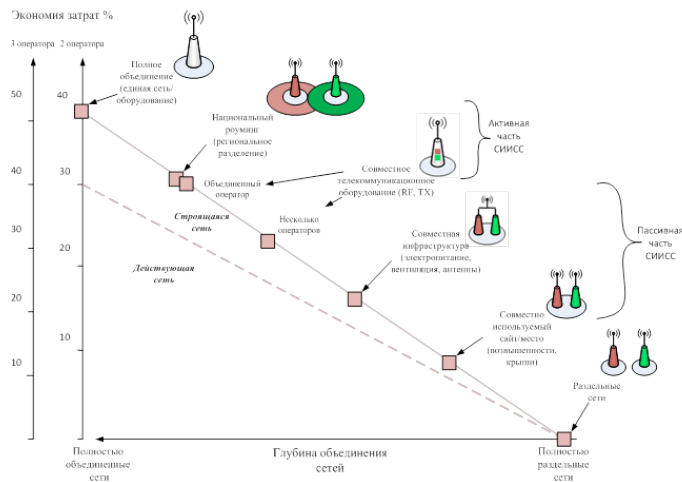 Экономия затрат %
3 оператора
2 оператора
50
40
30
20
10
40
30
20
10
Полное
объединение
(единая сеть/
оборудование)
Национальный
роуминг
(региональное
разделение)
Объединенный
оператор
Совместное
телекоммуникационное
оборудование (RF, TX)
Активная
часть
СИИСС
Строящаяся
сеть
Несколько
операторов
Действующая
сеть
Совместная
инфраструктура
(электропитание,
вентиляция, антенны)
Пассивная
часть
СИИСС
Совместно
используемый
сайт/место
(возвышенности,
крыши)
Раздельные
сети
Полностью
объединенные
сети
Глубина объединения
сетей
Полностью
раздельные
сети